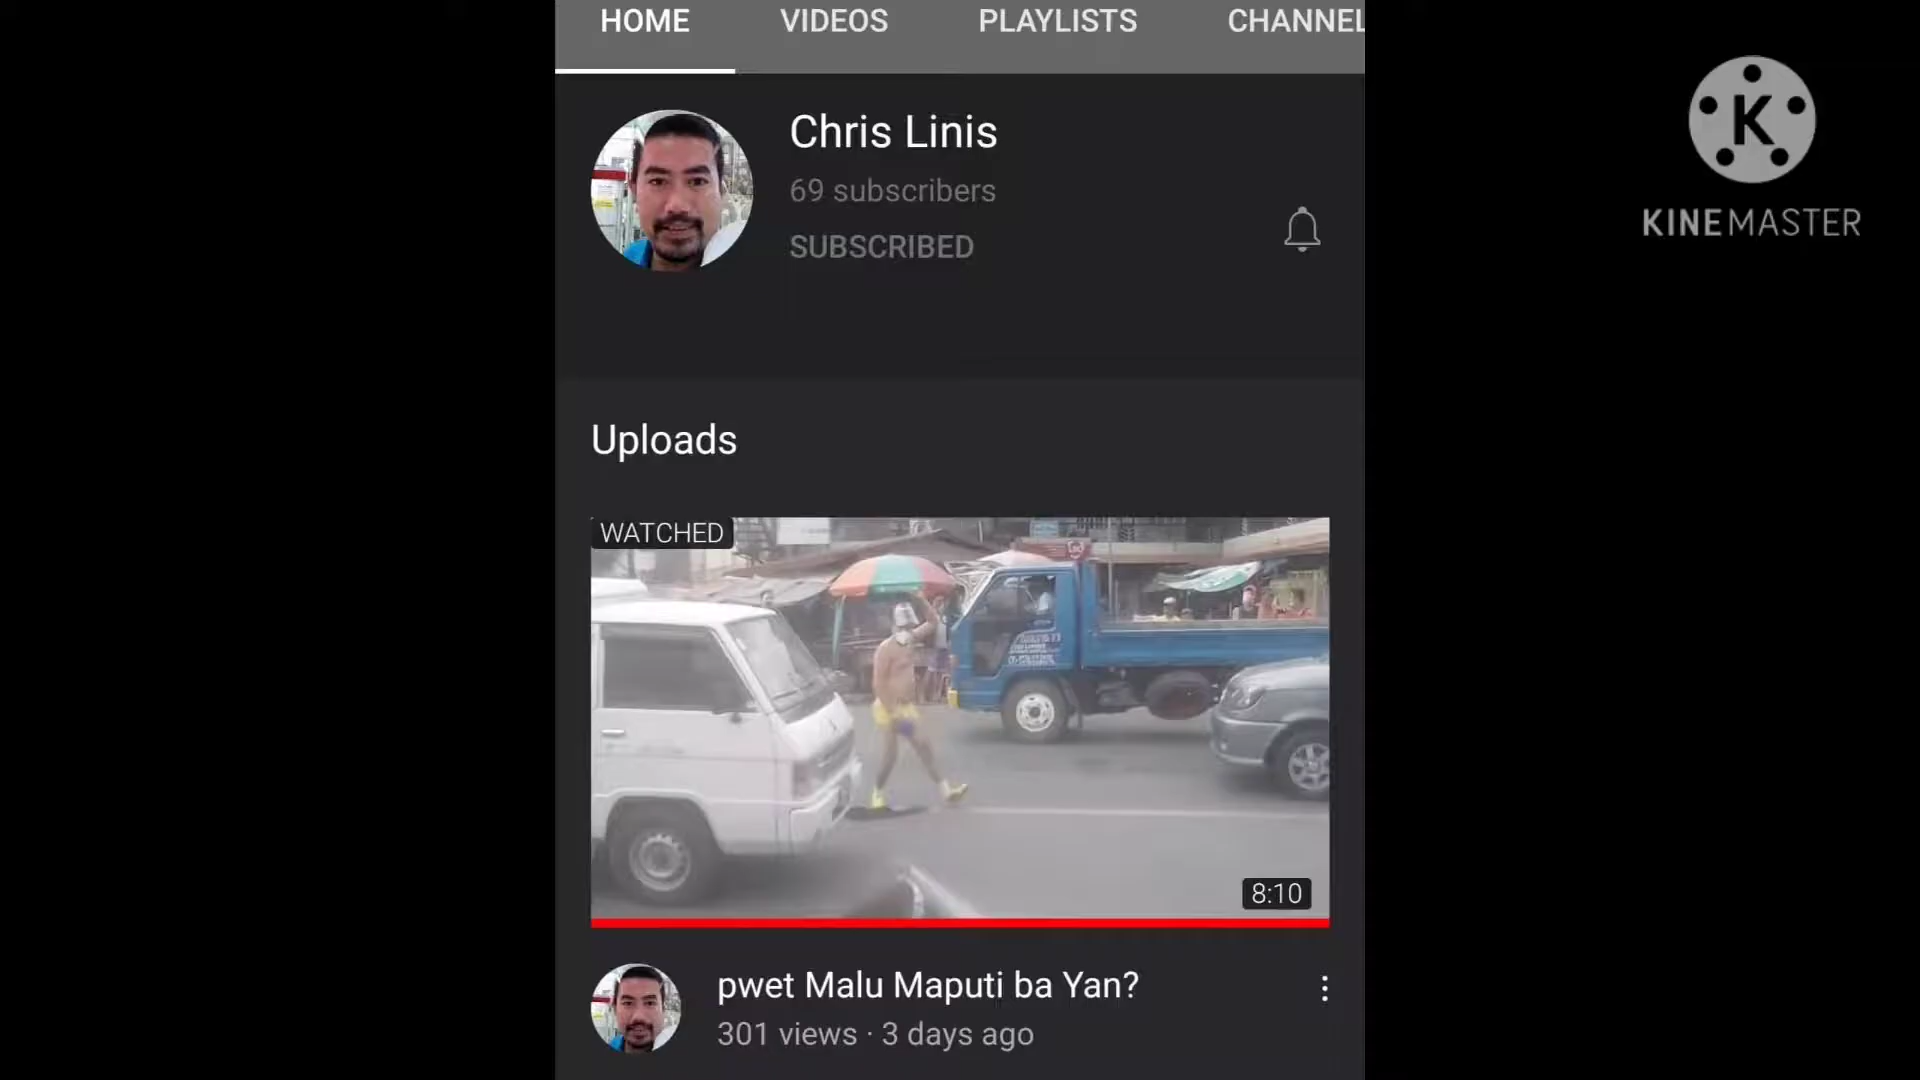 HOME VIDEOS PLAYLISTS CHANNEL
Chris Linis
69 subscribers
SUBSCRIBED
K
KINEMASTER
Uploads
WATCHED
8:10
pwet Malu Maputi ba Yan?
301 views · 3 days ago